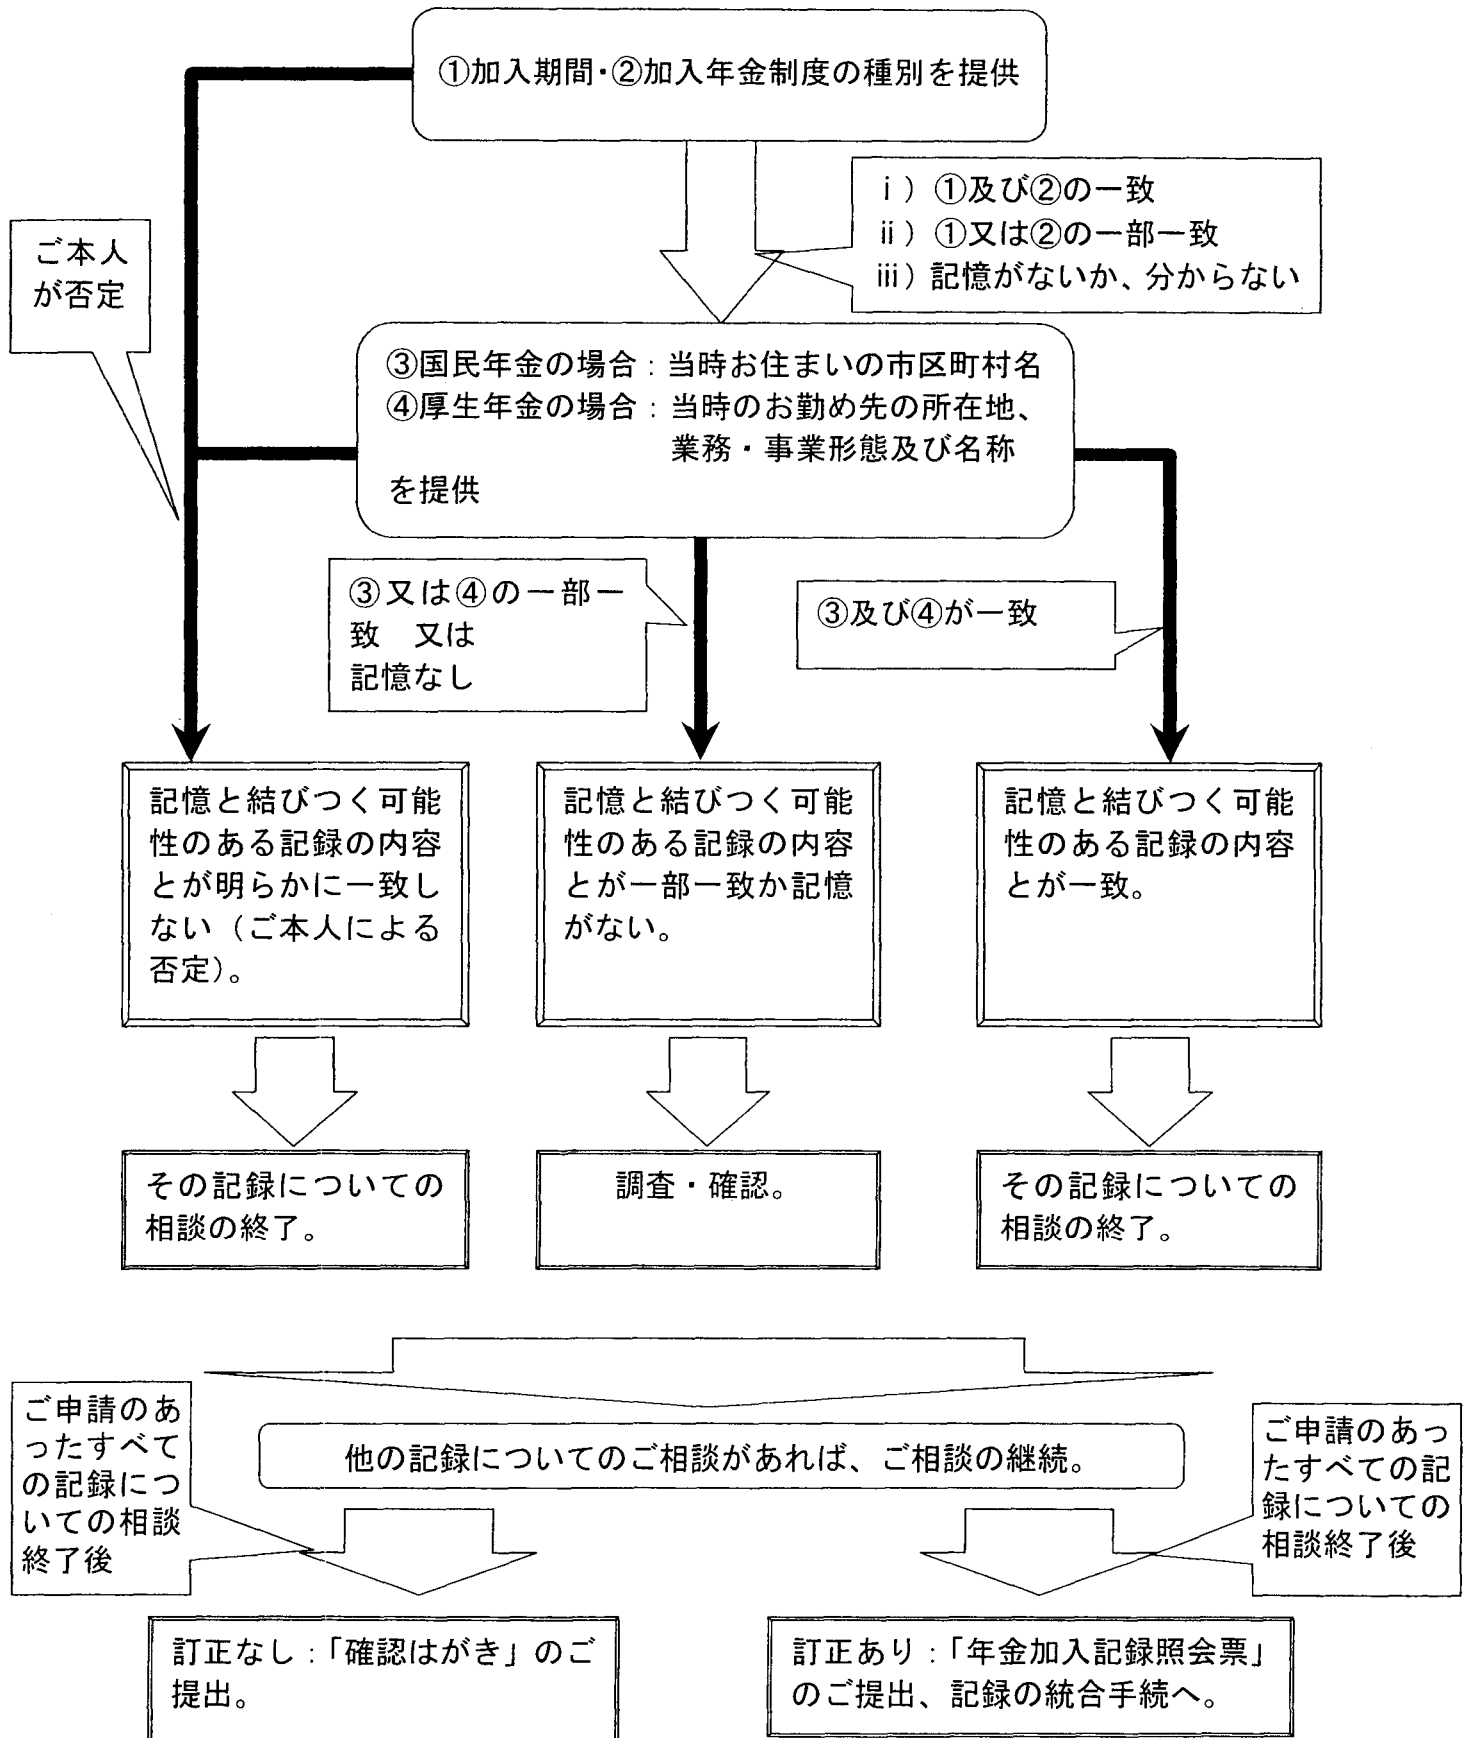 ①加入期間・②加入年金制度の種別を提供
ⅰ）①及び②の一致
ⅱ）①又は②の一部一致
ⅲ）記憶がないか、分からない
ご本人
が否定
③国民年金の場合：当時お住まいの市区町村名
④厚生年金の場合：当時のお勤め先の所在地、
業務・事業形態及び名称
を提供
③又は④の一部一
致　又は
記憶なし
③及び④が一致
記憶と結びつく可能
性のある記録の内容
とが明らかに一致し
ない（ご本人による
否定）。
記憶と結びつく可能
性のある記録の内容
とが一部一致か記憶
がない。
記憶と結びつく可能
性のある記録の内容
とが一致。
その記録についての
相談の終了。
調査・確認。
その記録についての
相談の終了。
ご申請のあ
ったすべて
の記録につ
いての相談
終了後
他の記録についてのご相談があれば、ご相談の継続。
ご申請のあっ
たすべての記
録についての
相談終了後
訂正なし：「確認はがき」のご
提出。
訂正あり：「年金加入記録照会票」
のご提出、記録の統合手続へ。